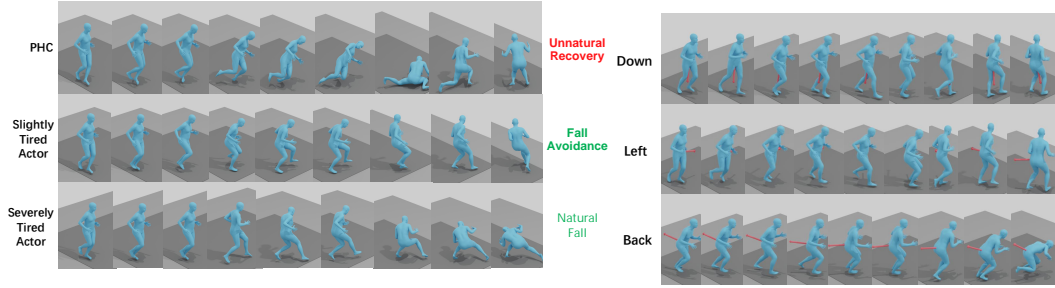 PHC
Unnatural
Recovery
Slightly
Tired
Actor
Fall
Avoidance
Severely
Tired
Actor
Natural
Fall
Down
Left
Back